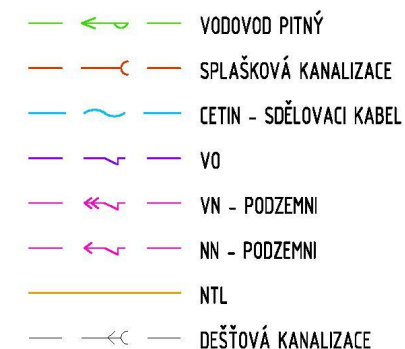 VODOVOD PITNÝ
SPLAŠKOVÁ KANALIZACE
CETIN - SDĚLOVACI KABEL
VO
VN - PODZEMNI
NN - PODZEMNI
NTL
DEŠŤOVÁ KANALIZACE